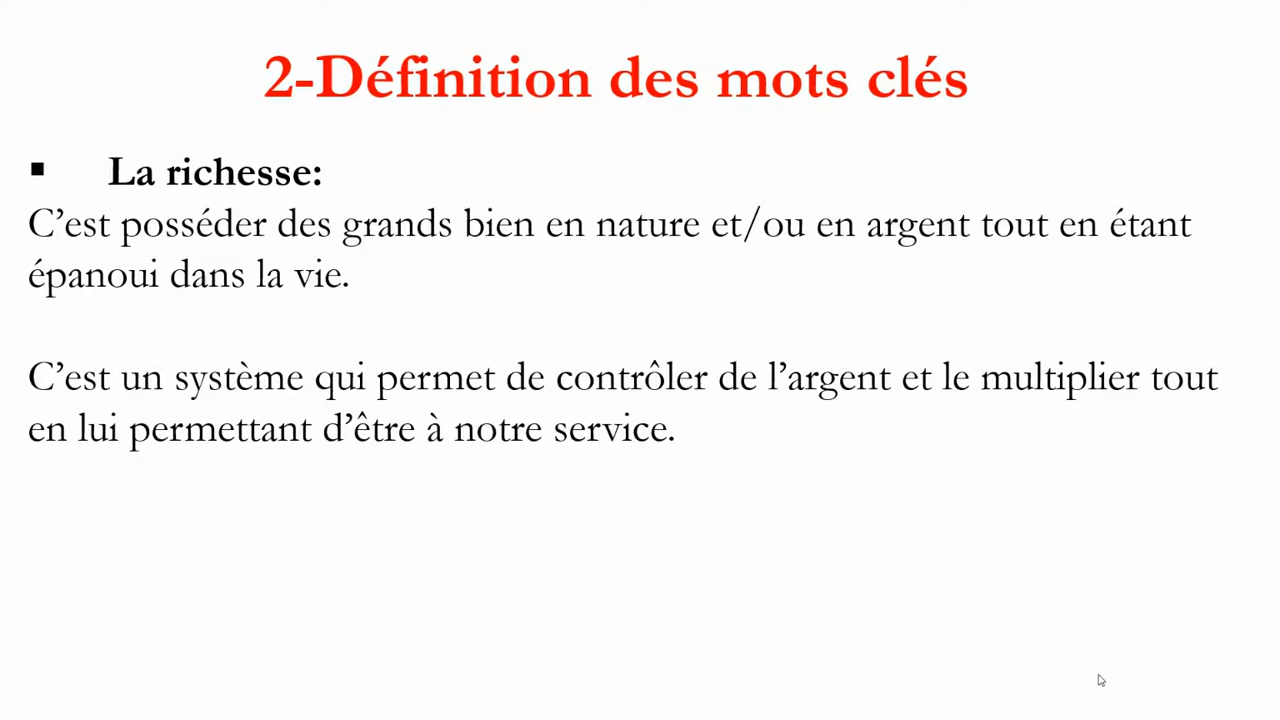 2-Définition des mots clés
▪ La richesse:
C’est posséder des grands bien en nature et/ou en argent tout en étant
épanoui dans la vie.
C’est un système qui permet de contrôler de l’argent et le multiplier tout
en lui permettant d’être à notre service.